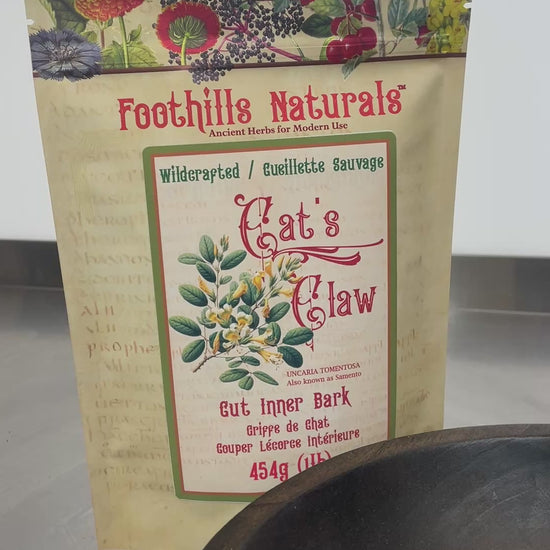 Foothills Naturals™
Ancient Herbs for Modern Use
Wildcrafted / Cueillette Sauvage
Cat's
Claw
UNCARIA TOMENTOSA
Also known as Samento
Cut Inner Bark
Griffe de Chat
Couper Lécorce Intérieure
454g (1lb)